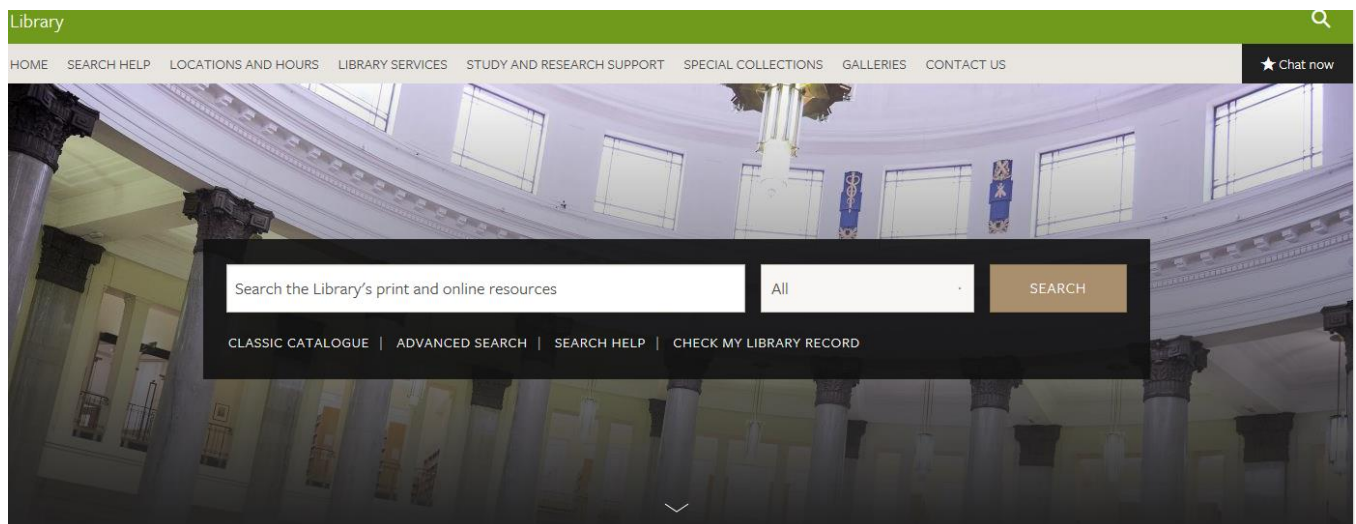 Library
HOME SEARCH HELP LOCATIONS AND HOURS LIBRARY SERVICES STUDY AND RESEARCH SUPPORT SPECIAL COLLECTIONS GALLERIES CONTACT US Chat now
Search the Library's print and online resources All SEARCH
CLASSIC CATALOGUE | ADVANCED SEARCH | SEARCH HELP | CHECK MY LIBRARY RECORD